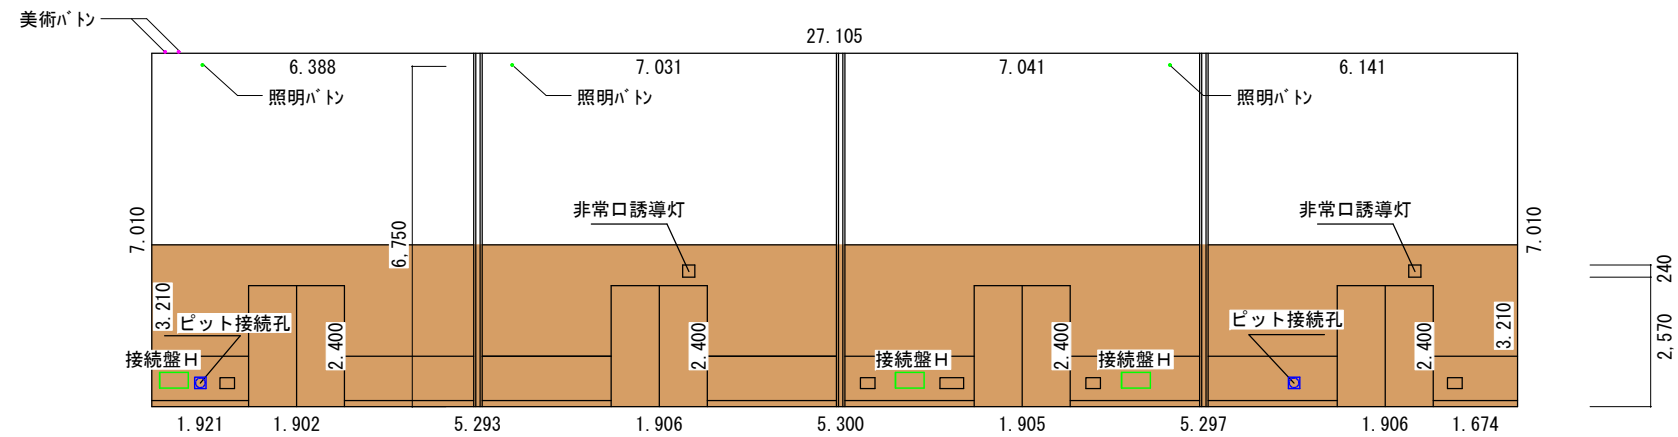 美術ﾊﾞﾄﾝ
27.105
6.388
7.031
7.041
6.141
照明ﾊﾞﾄﾝ
照明ﾊﾞﾄﾝ
照明ﾊﾞﾄﾝ
非常口誘導灯
非常口誘導灯
7.010
6,750
7.010
240
3.210
ピット接続孔
2.400
2.400
2.400
ピット接続孔
2.400
3.210
2,570
接続盤H
接続盤H
接続盤H
1.921
1.902
5.293
1.906
5.300
1.905
5.297
1.906
1.674